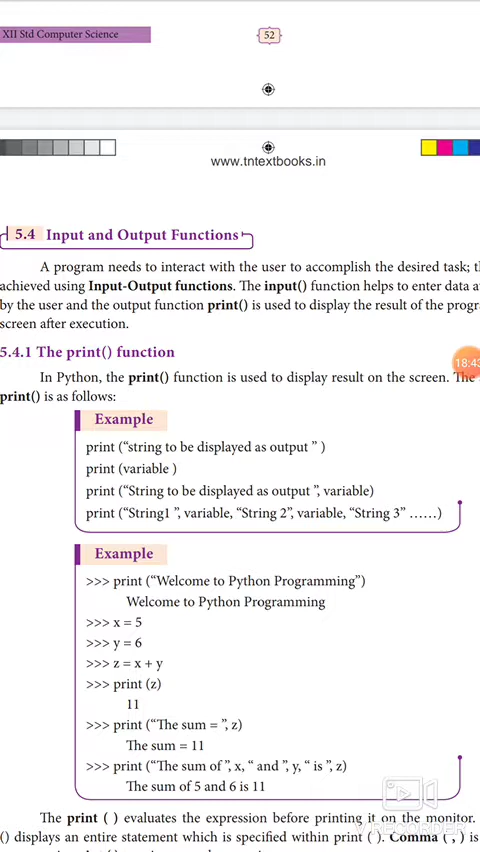 XII Std Computer Science
52
www.tntextbooks.in
5.4 Input and Output Functions
A program needs to interact with the user to accomplish the desired task;
achieved using Input-Output functions. The input() function helps to enter data
by the user and the output function print() is used to display the result of the
screen after execution.
5.4.1 The print() function
18:43
In Python, the print() function is used to display result on the screen. The
print() is as follows:
Example
print (“string to be displayed as output ” )
print (variable )
print (“String to be displayed as output ”, variable)
print (“String1 ”, variable, “String 2”, variable, “String 3” ……)
Example
>>> print (“Welcome to Python Programming”)
Welcome to Python Programming
>>> x = 5
>>> y = 6
>>> z = x + y
>>> print (z)
11
>>> print (“The sum = ”, z)
The sum = 11
>>> print (“The sum of ”, x, “ and ”, y, “ is ”, z)
The sum of 5 and 6 is 11
The print ( ) evaluates the expression before printing it on the monitor.
() displays an entire statement which is specified within print ( ). Comma ( , ) is
V RECORDER